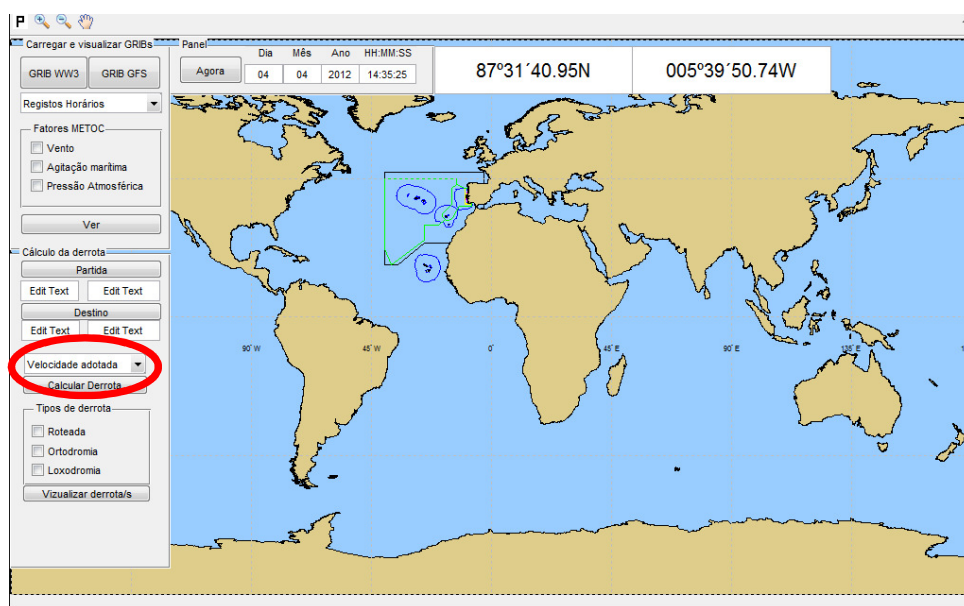 P
Carregar e visualizar GRIBs
GRIB WW3 GRIB GFS
Registos Horários
Fatores METOC
Vento
Agitação marítima
Pressão Atmosférica
Ver
Cálculo da derrota
Partida
Edit Text Edit Text
Destino
Edit Text Edit Text
Velocidade adotada
Calcular Derrota
Tipos de derrota
Roteada
Ortodromia
Loxodromia
Vizualizar derrota/s
Panel
Dia Mês Ano HH:MM:SS
Agora 04 04 2012 14:35:25
87º31´40.95N 005º39´50.74W
90° W 45° W 0° 45° E 90° E 135° E